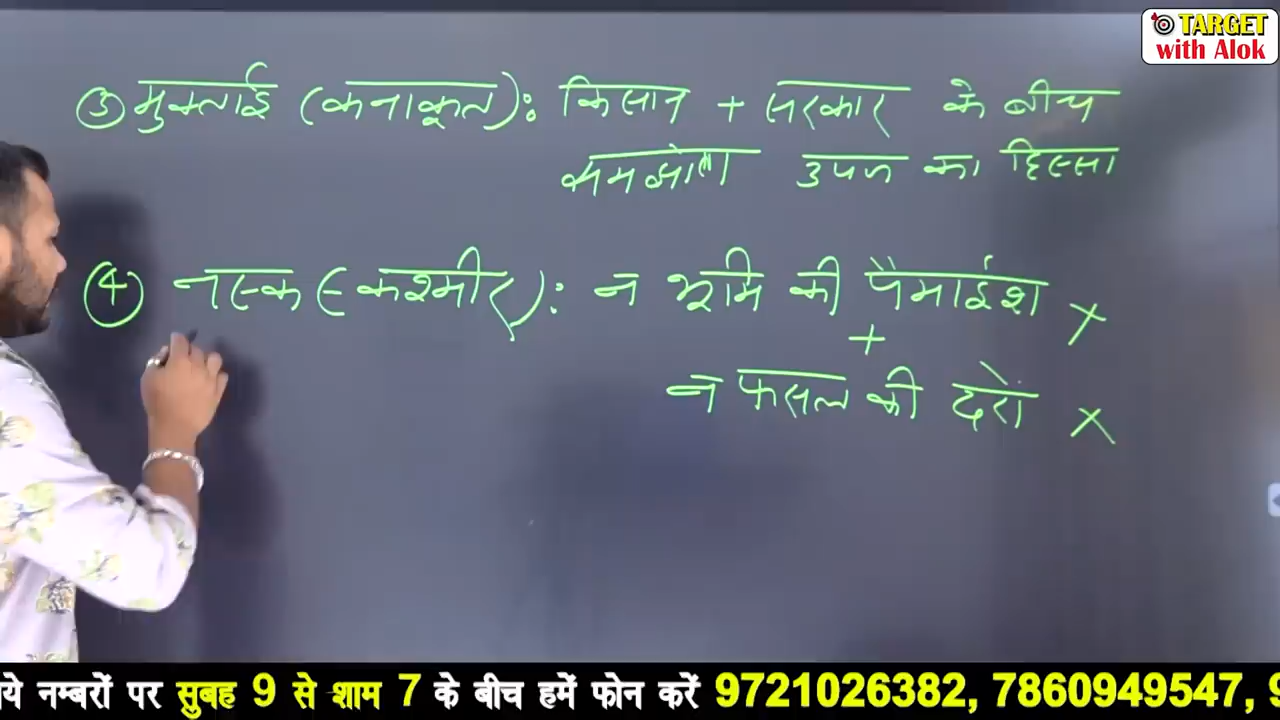 TARGET
with Alok
③ मुक्ताई (कनाकूत): किसान + सरकार के बीच
समझोता उपज का हिस्सा
④ नस्क (कश्मीर): न भूमि की पैमाईश ×
+
न फसल की दरों ×
ये नम्बरों पर सुबह 9 से शाम 7 के बीच हमें फोन करें 9721026382, 7860949547, 9